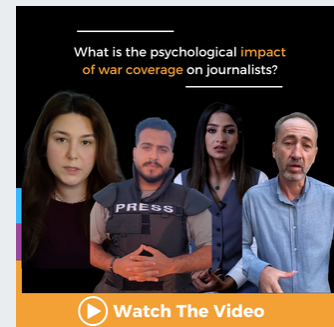 What is the psychological impact
of war coverage on journalists?
PRESS
Watch The Video